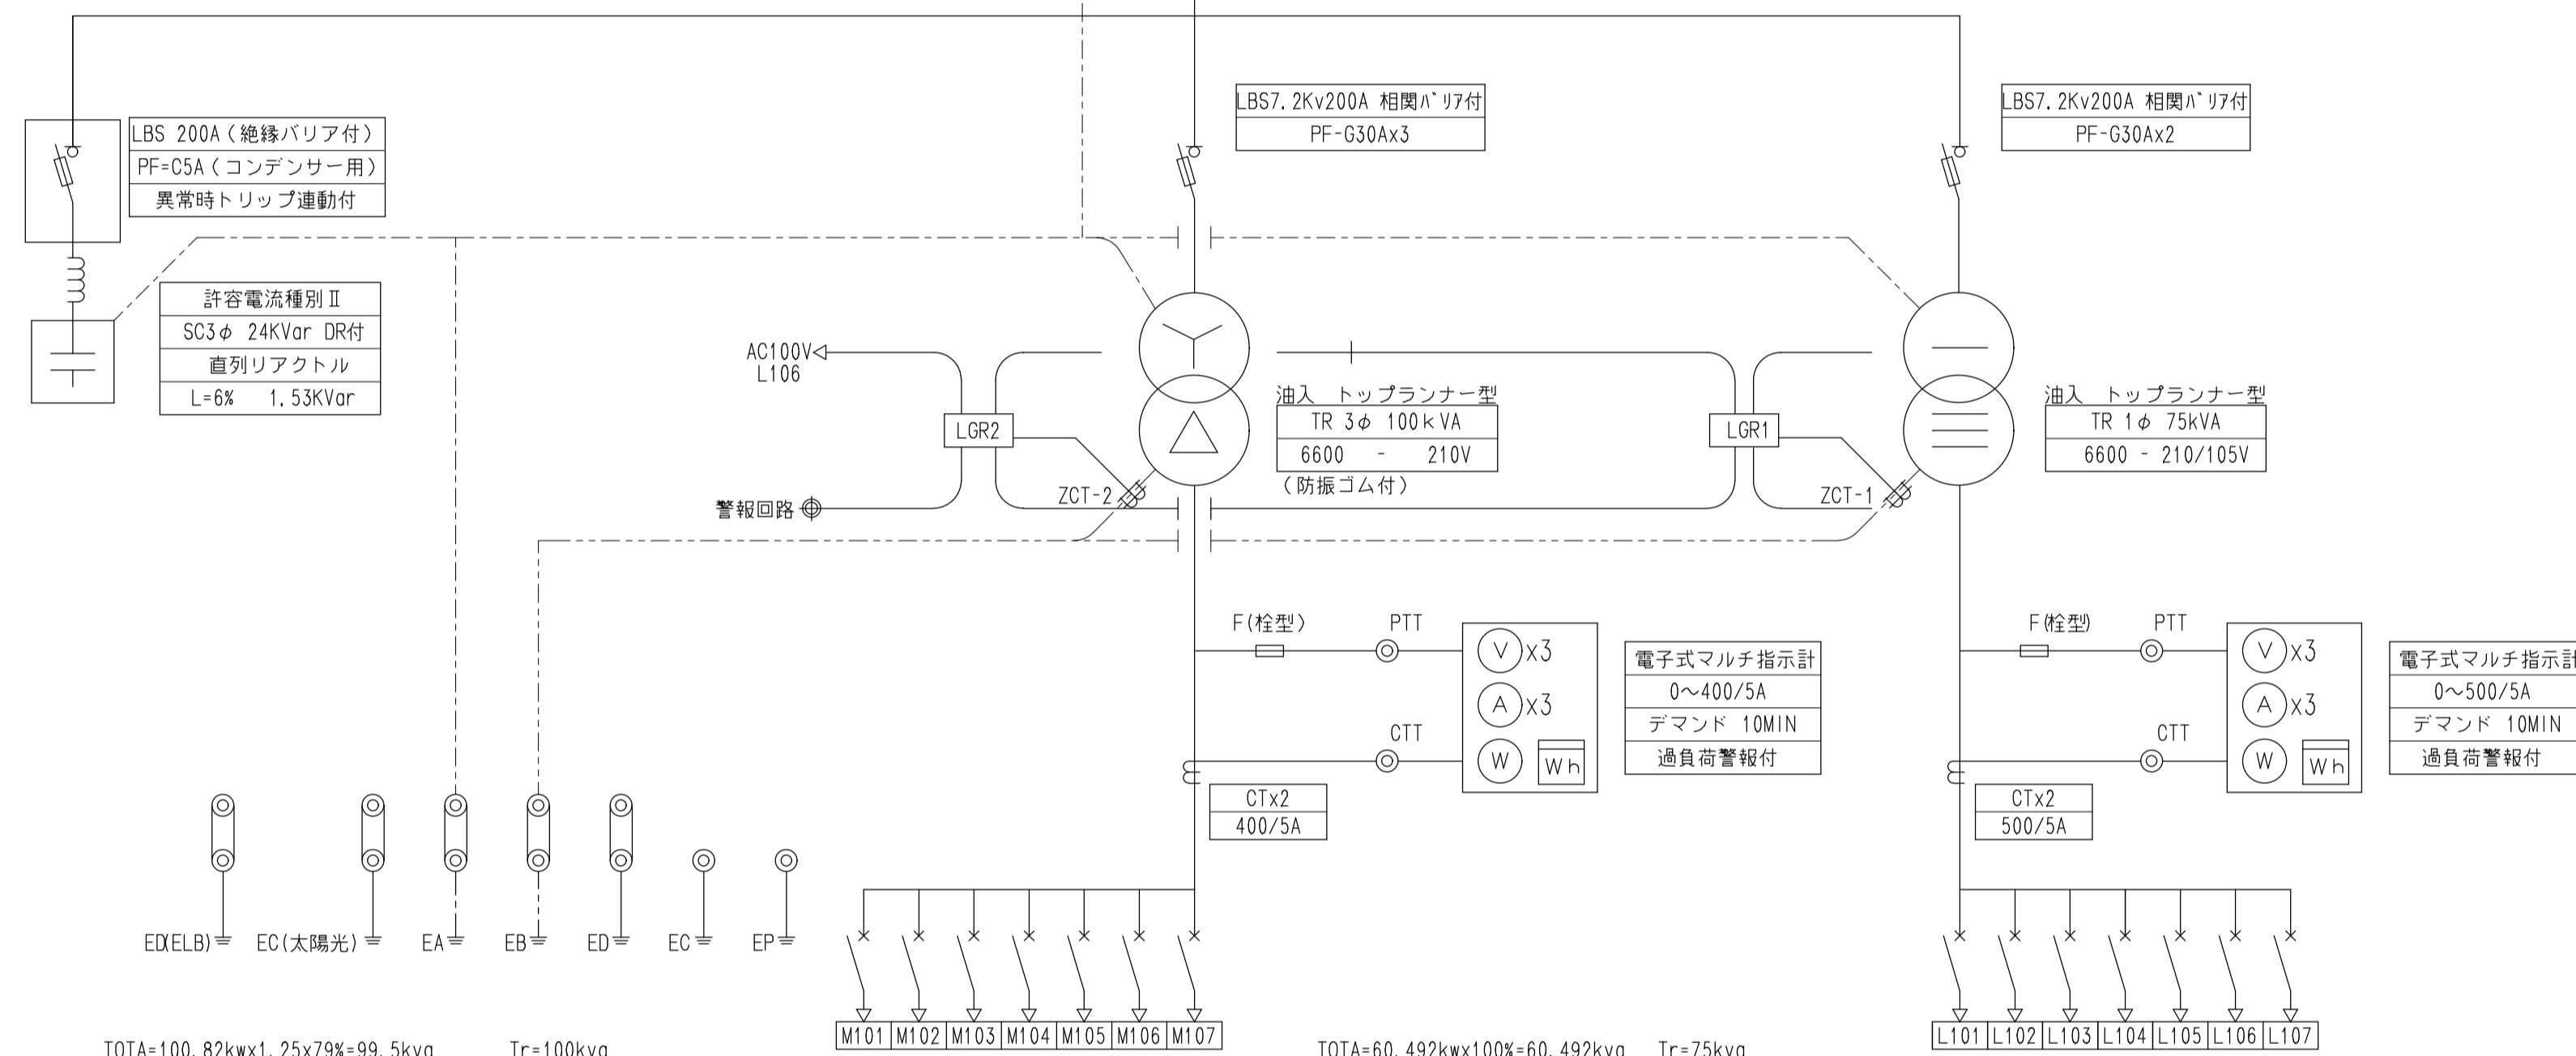 LBS 200A（絶縁バリア付）
PF=C5A（コンデンサー用）
異常時トリップ連動付
LBS7.2Kv200A 相関ﾊﾞﾘｱ付
PF-G30Ax3
LBS7.2Kv200A 相関ﾊﾞﾘｱ付
PF-G30Ax2
許容電流種別Ⅱ
SC3φ 24KVar DR付
直列リアクトル
L=6% 1.53KVar
AC100V
L106
LGR2
ZCT-2
警報回路
油入 トップランナー型
TR 3φ 100kVA
6600 - 210V
（防振ゴム付）
LGR1
ZCT-1
油入 トップランナー型
TR 1φ 75kVA
6600 - 210/105V
F(栓型)
PTT
V x3
A x3
CTT
W Wh
電子式マルチ指示計
0～400/5A
デマンド 10MIN
過負荷警報付
CTx2
400/5A
F(栓型)
PTT
V x3
A x3
CTT
W Wh
電子式マルチ指示計
0～500/5A
デマンド 10MIN
過負荷警報付
CTx2
500/5A
ED(ELB) EC(太陽光) EA EB ED EC EP
M101 M102 M103 M104 M105 M106 M107
L101 L102 L103 L104 L105 L106 L107
TOTA=100.82kwx1.25x79%=99.5kva Tr=100kva
TOTA=60.492kwx100%=60.492kva Tr=75kva